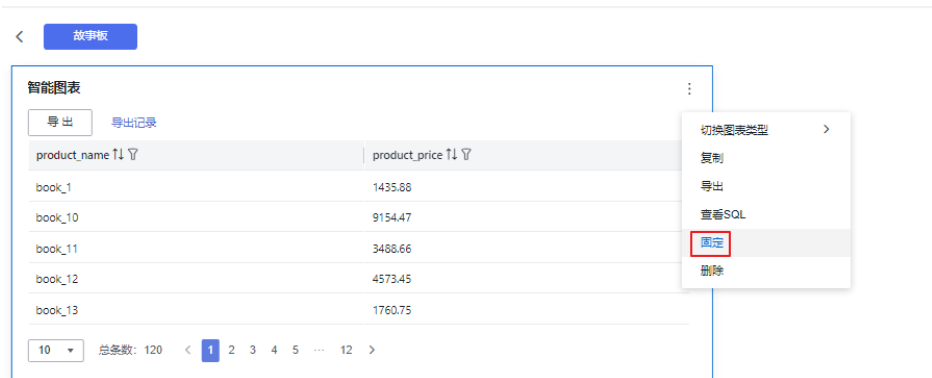 故事板
智能图表
导出 导出记录
product_name product_price
book_1 1435.88
book_10 9154.47
book_11 3488.66
book_12 4573.45
book_13 1760.75
10 总条数: 120 < 1 2 3 4 5 ··· 12 >
切换图表类型 >
复制
导出
查看SQL
固定
删除